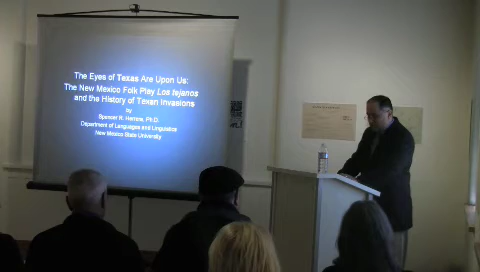 The Eyes of Texas Are Upon Us:
The New Mexico Folk Play Los tejanos
and the History of Texan Invasions
by
Spencer R. Herrera, Ph.D.
Department of Languages and Linguistics
New Mexico State University